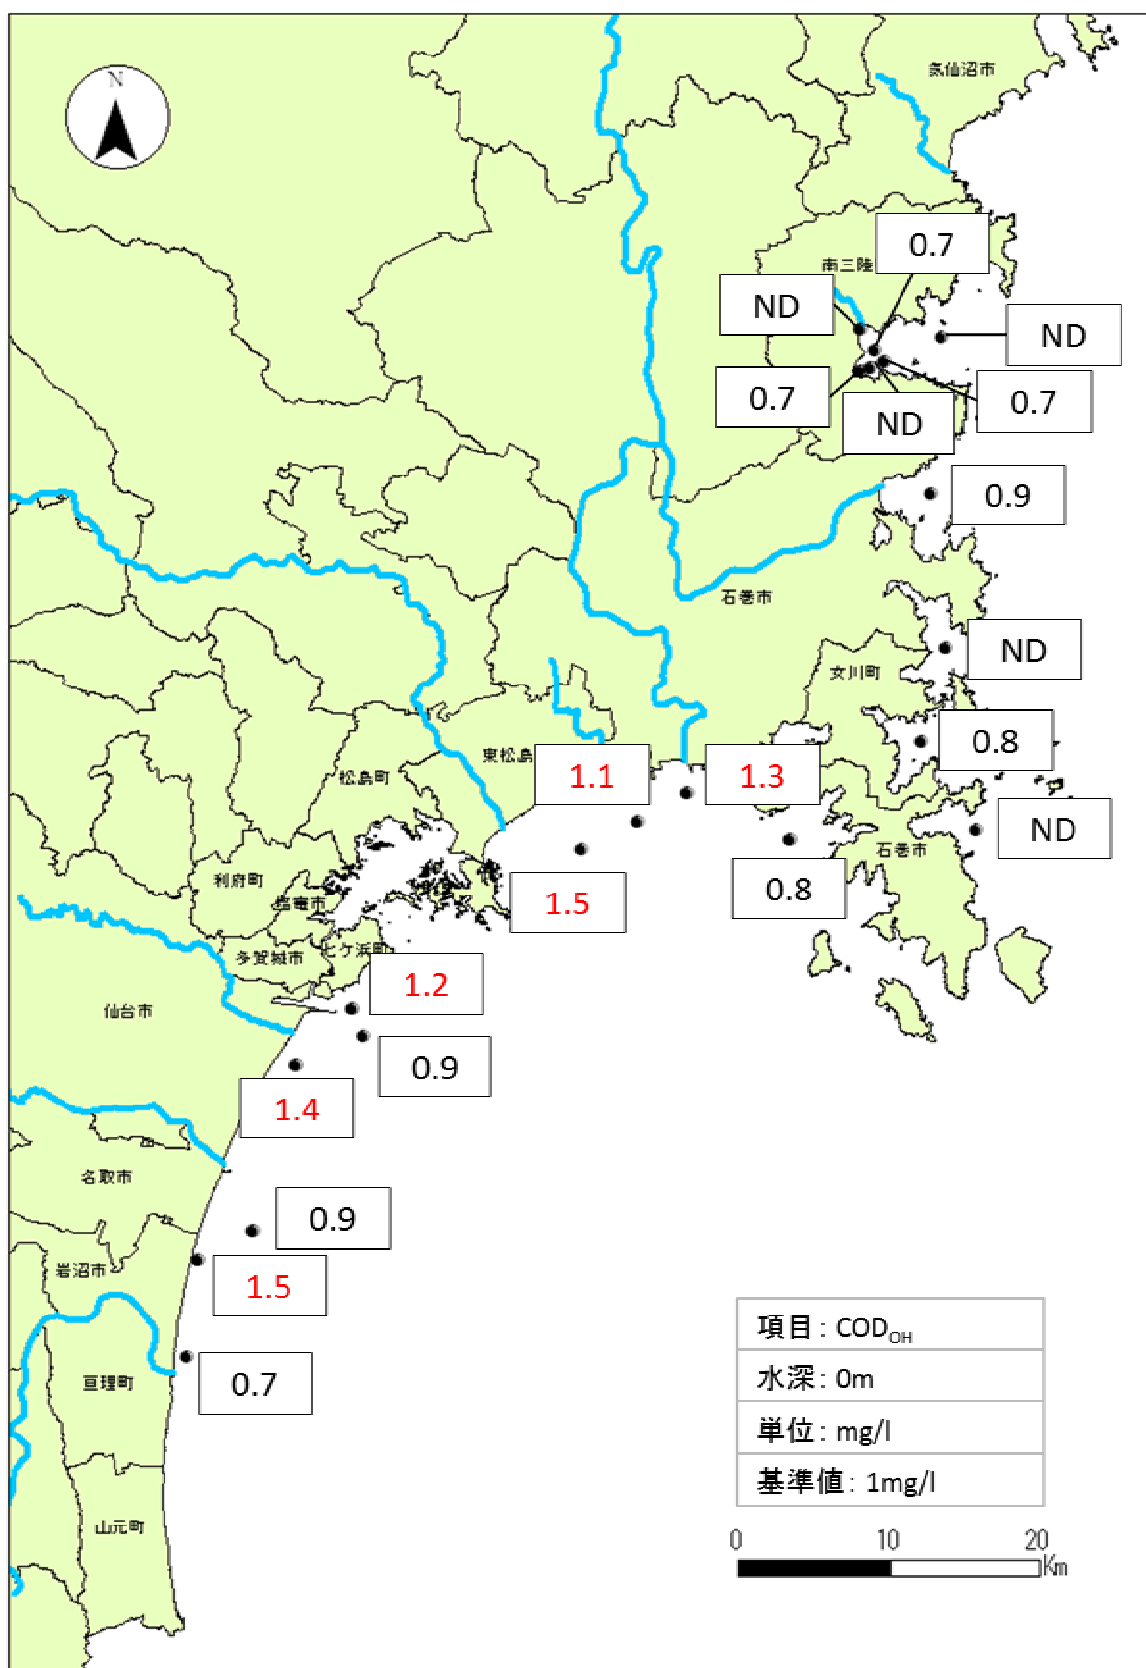 N
気仙沼市
0.7
南三陸
ND
ND
0.7
0.7
ND
0.9
石巻市
ND
女川町
0.8
東松島
1.1
1.3
松島町
ND
石巻市
0.8
利府町
塩竈市
1.5
多賀城市
七ケ浜町
1.2
仙台市
0.9
1.4
名取市
0.9
岩沼市
1.5
亘理町
0.7
項目: COD_OH
水深: 0m
単位: mg/l
基準値: 1mg/l
山元町
0 10 20
Km